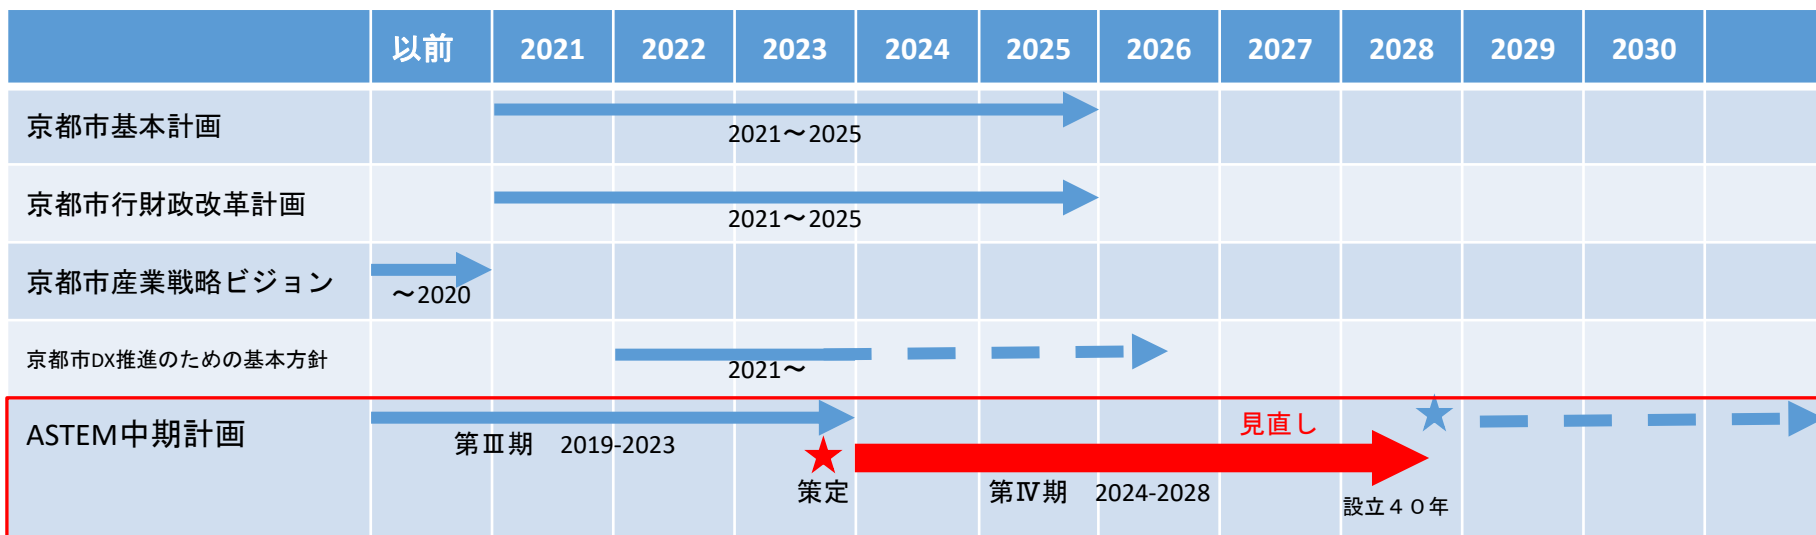 以前 2021 2022 2023 2024 2025 2026 2027 2028 2029 2030
京都市基本計画
2021～2025
京都市行財政改革計画
2021～2025
京都市産業戦略ビジョン
～2020
京都市DX推進のための基本方針
2021～
ASTEM中期計画
第Ⅲ期 2019-2023
見直し
策定
第Ⅳ期 2024-2028
設立４０年